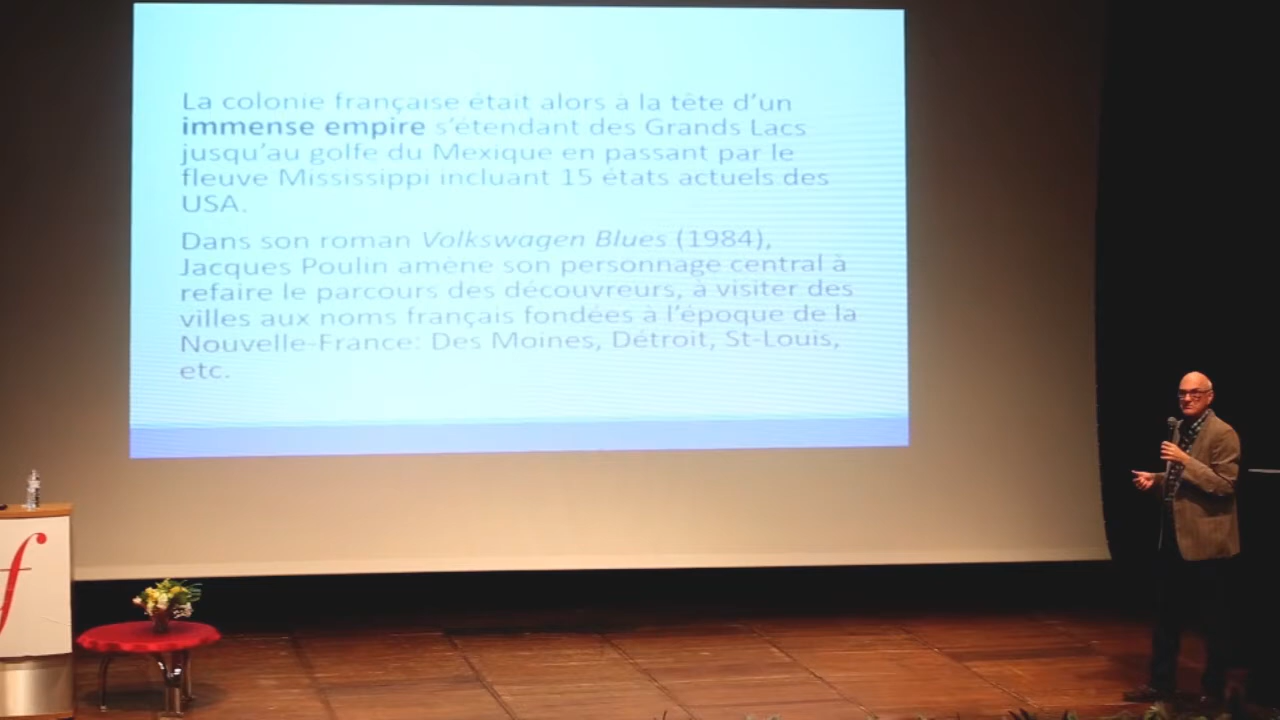 La colonie française était alors à la tête d'un
immense empire s'étendant des Grands Lacs
jusqu'au golfe du Mexique en passant par le
fleuve Mississippi incluant 15 états actuels des
USA.
Dans son roman Volkswagen Blues (1984),
Jacques Poulin amène son personnage central à
refaire le parcours des découvreurs, à visiter des
villes aux noms français fondées à l'époque de la
Nouvelle-France: Des Moines, Détroit, St-Louis,
etc.
f